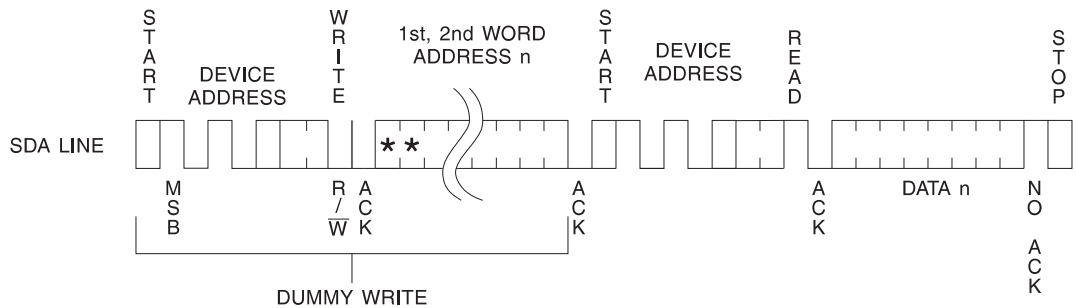 START
WRITE
1st, 2nd WORD
ADDRESS n
START
READ
STOP
DEVICE
ADDRESS
DEVICE
ADDRESS
SDA LINE
* *
MSB
R/W
ACK
ACK
ACK
DATA n
NO ACK
DUMMY WRITE